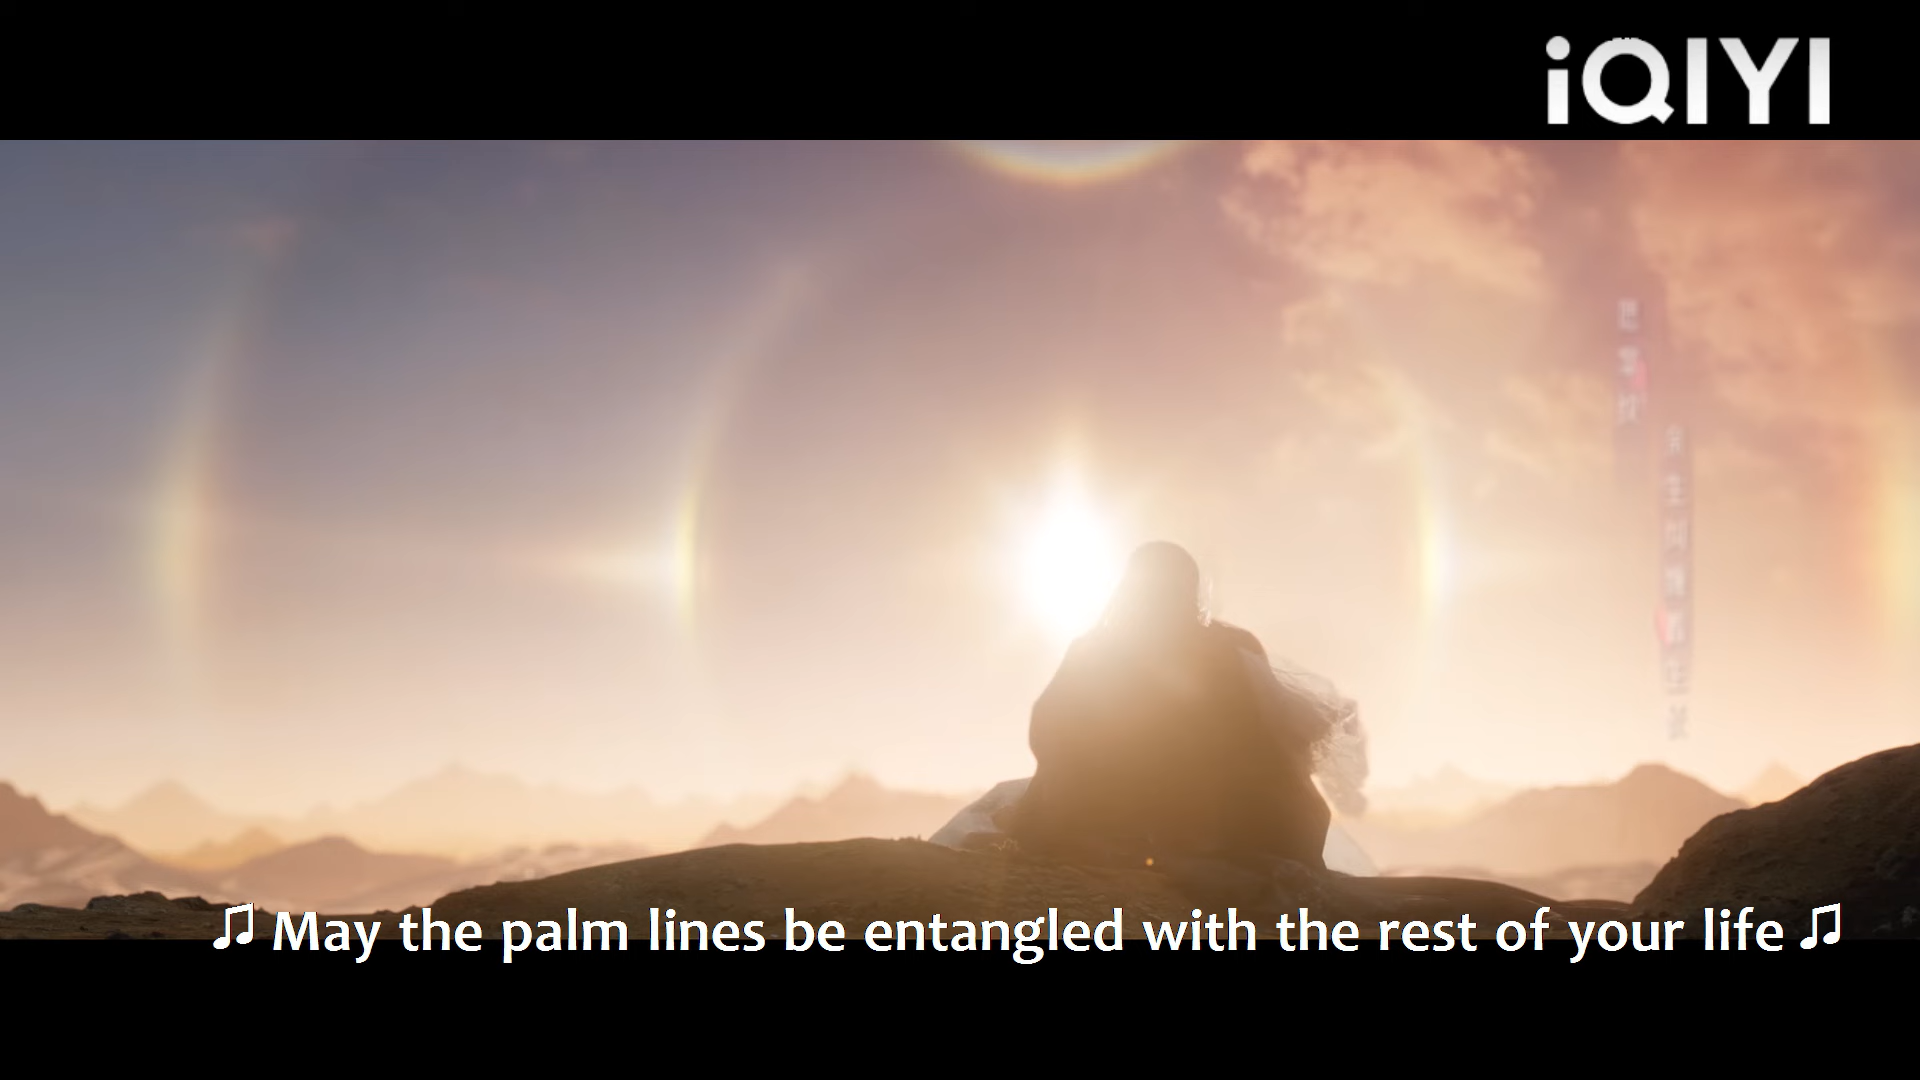 iQIYI
♫ May the palm lines be entangled with the rest of your life ♫